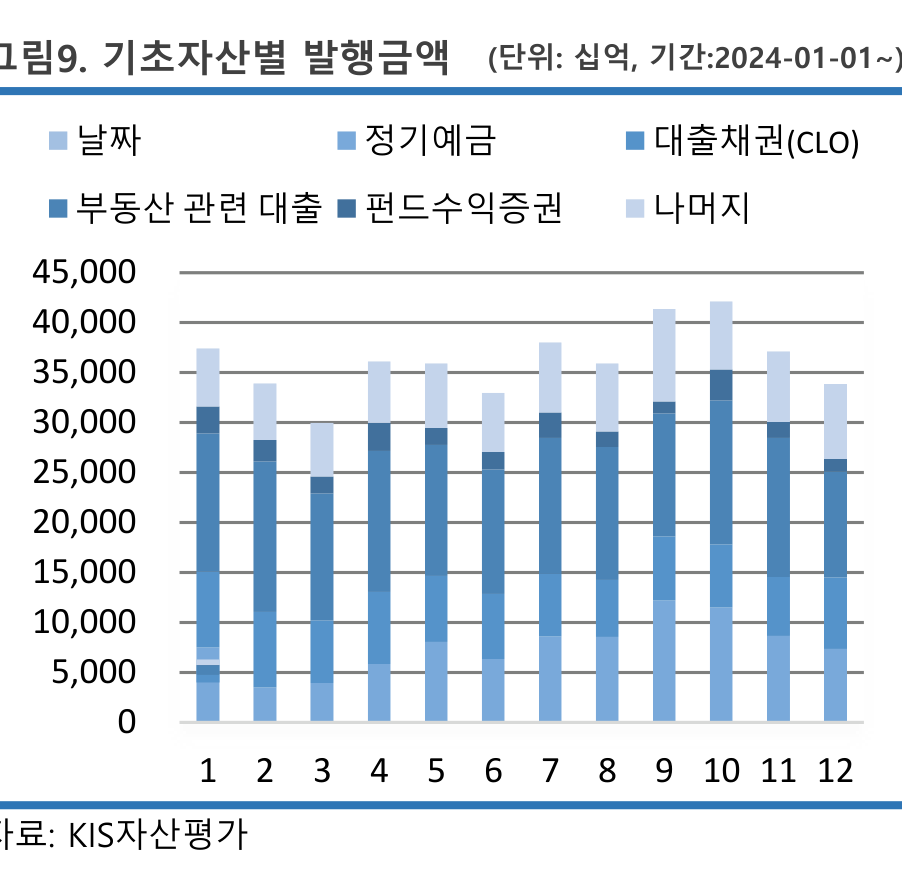 그림9. 기초자산별 발행금액 (단위: 십억, 기간:2024-01-01~)
날짜 정기예금 대출채권(CLO)
부동산 관련 대출 펀드수익증권 나머지
45,000
40,000
35,000
30,000
25,000
20,000
15,000
10,000
5,000
0
1 2 3 4 5 6 7 8 9 10 11 12
자료: KIS자산평가